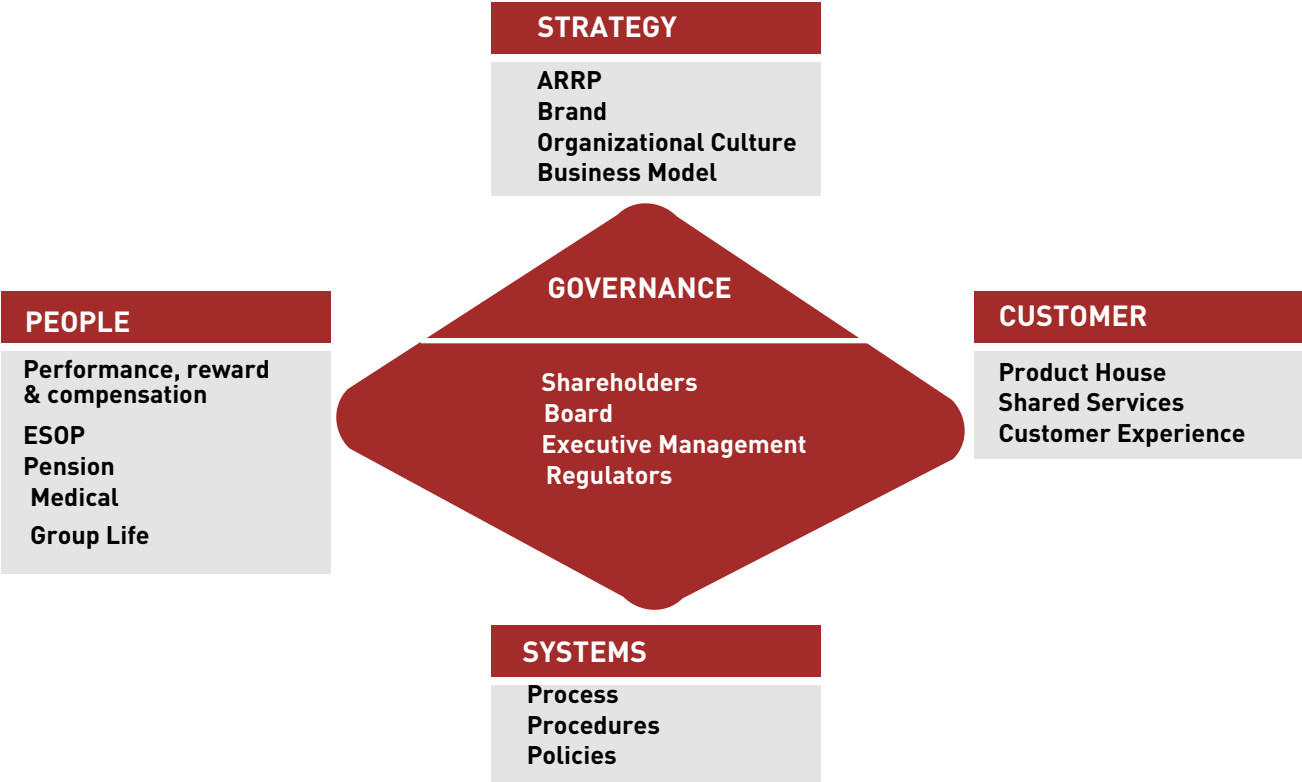 STRATEGY
ARRP
Brand
Organizational Culture
Business Model
GOVERNANCE
Shareholders
Board
Executive Management
Regulators
PEOPLE
Performance, reward
& compensation
ESOP
Pension
Medical
Group Life
CUSTOMER
Product House
Shared Services
Customer Experience
SYSTEMS
Process
Procedures
Policies